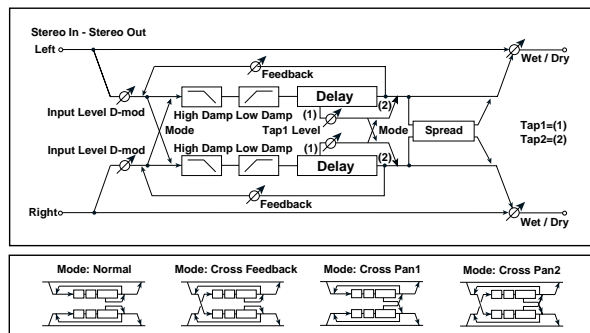 Stereo In - Stereo Out
Left
Wet / Dry
Feedback
Input Level D-mod
High Damp Low Damp
Delay
(1)
(2)
Tap1 Level
Mode
Mode
Spread
Tap1=(1)
Tap2=(2)
Input Level D-mod
High Damp Low Damp
(1)
Delay
(2)
Feedback
Right
Wet / Dry
Mode: Normal
Mode: Cross Feedback
Mode: Cross Pan1
Mode: Cross Pan2